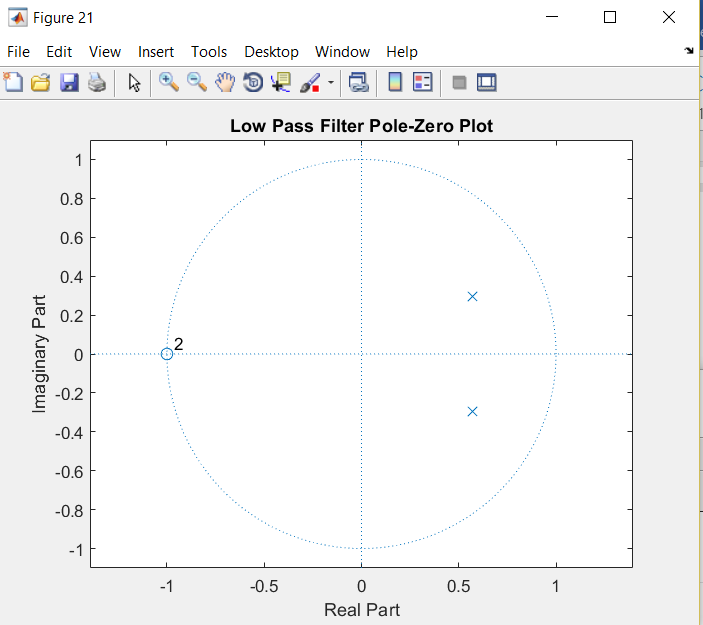 Figure 21
File Edit View Insert Tools Desktop Window Help
Low Pass Filter Pole-Zero Plot
1
0.8
0.6
0.4
0.2
0
-0.2
-0.4
-0.6
-0.8
-1
Imaginary Part
2
-1 -0.5 0 0.5 1
Real Part